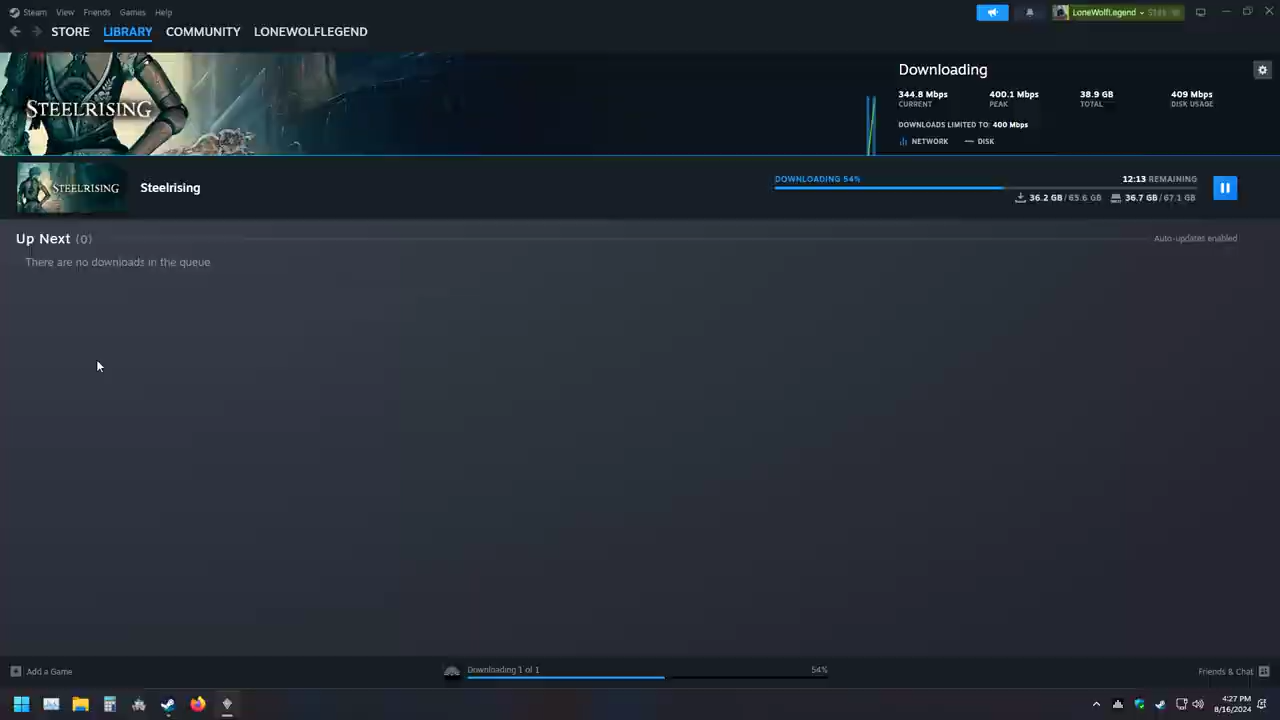 Steam View Friends Games Help
LoneWolfLegend
STORE LIBRARY COMMUNITY LONEWOLFLEGEND
STEELRISING
Downloading
344.8 Mbps 400.1 Mbps 38.9 GB 409 Mbps
CURRENT PEAK TOTAL DISK USAGE
DOWNLOADS LIMITED TO: 400 Mbps
NETWORK DISK
STEELRISING
Steelrising
DOWNLOADING 54% 12:13 REMAINING
36.2 GB / 65.6 GB 36.7 GB / 67.1 GB
Up Next (0) Auto-updates enabled
There are no downloads in the queue
Add a Game Downloading 1 of 1 54% Friends & Chat
4:27 PM
8/16/2024